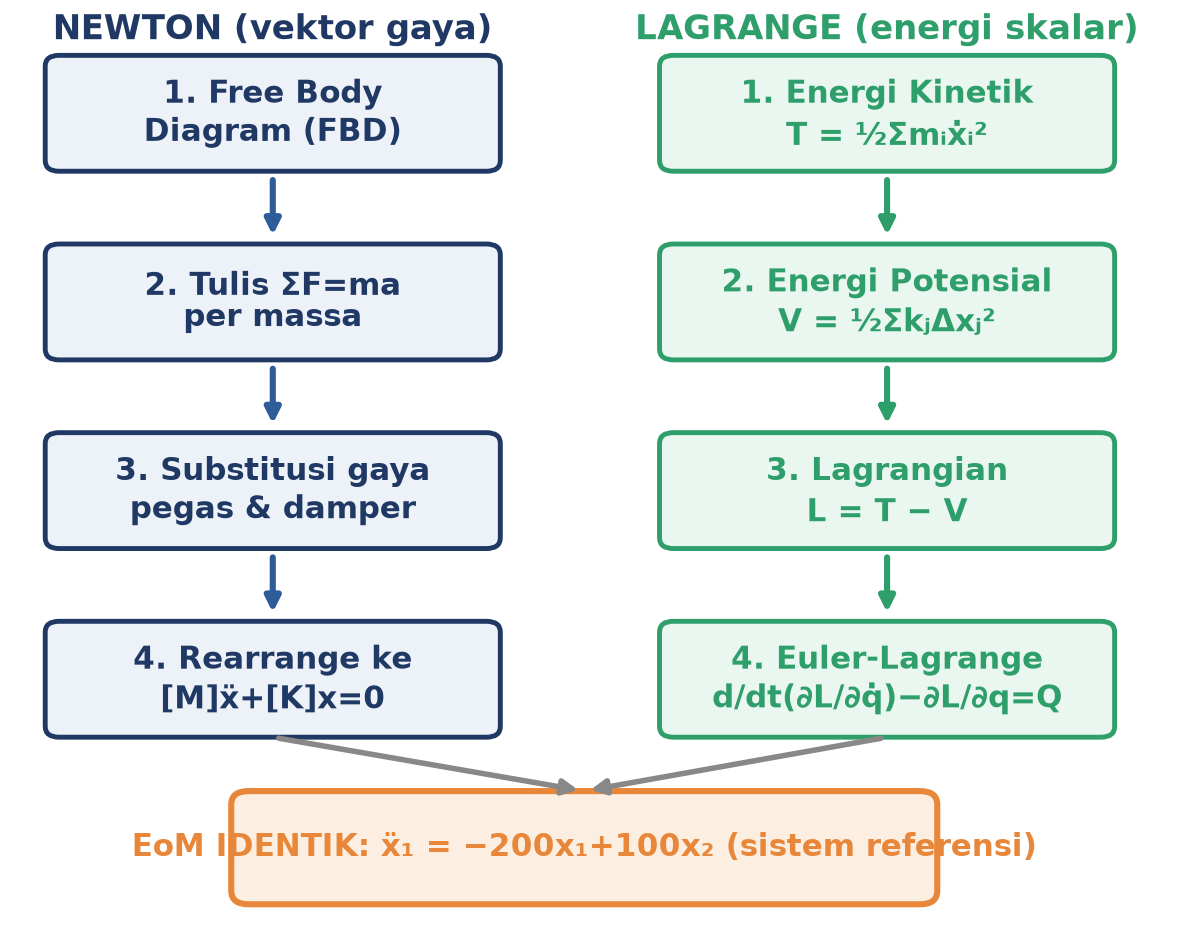 NEWTON (vektor gaya)
1. Free Body
Diagram (FBD)
2. Tulis ΣF=ma
per massa
3. Substitusi gaya
pegas & damper
4. Rearrange ke
[M]ẍ+[K]x=0
LAGRANGE (energi skalar)
1. Energi Kinetik
T = ½Σmᵢẋᵢ²
2. Energi Potensial
V = ½ΣkⱼΔxⱼ²
3. Lagrangian
L = T − V
4. Euler-Lagrange
d/dt(∂L/∂q̇)−∂L/∂q=Q
EoM IDENTIK: ẍ₁ = −200x₁+100x₂ (sistem referensi)